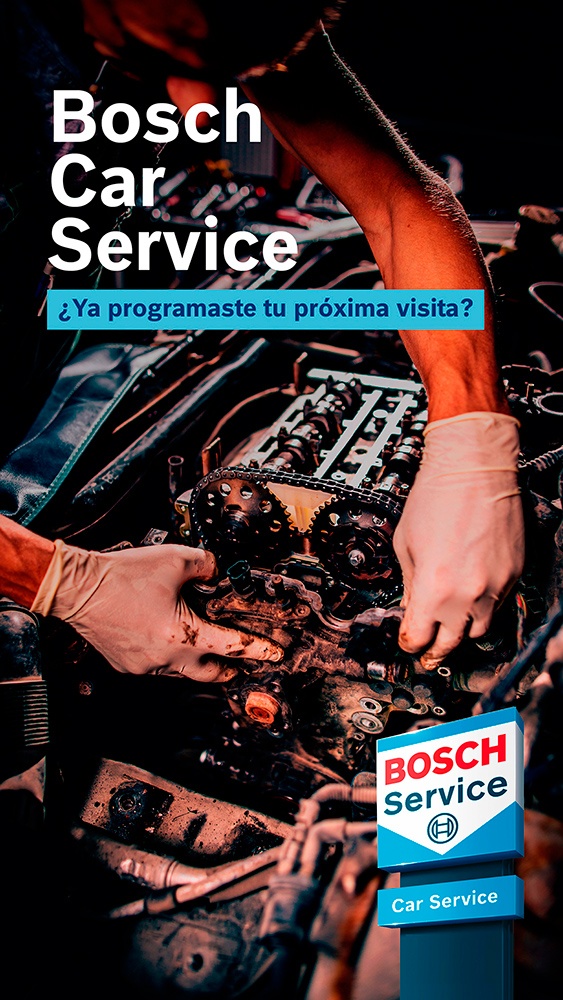 Bosch
Car
Service
¿Ya programaste tu próxima visita?
BOSCH
Service
Car Service